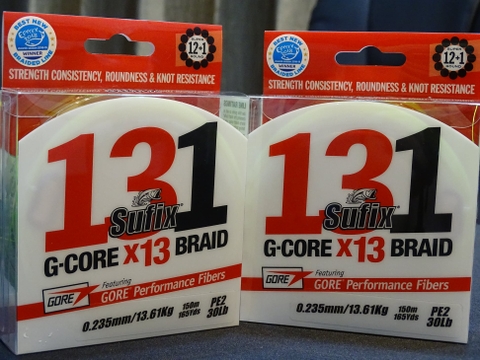 BEST NEW
BRAIDED LINE
WINNER
12+1
STRENGTH CONSISTENCY, ROUNDNESS & KNOT RESISTANCE
131
Sufix
G-CORE X13 BRAID
GORE
Featuring
GORE Performance Fibers
0.235mm/13.61Kg
150m
165Yds
PE2
30Lb
BEST NEW
BRAIDED LINE
WINNER
12+1
STRENGTH CONSISTENCY, ROUNDNESS & KNOT RESISTANCE
131
Sufix
G-CORE X13 BRAID
GORE
Featuring
GORE Performance Fibers
0.235mm/13.61Kg
150m
165Yds
PE2
30Lb